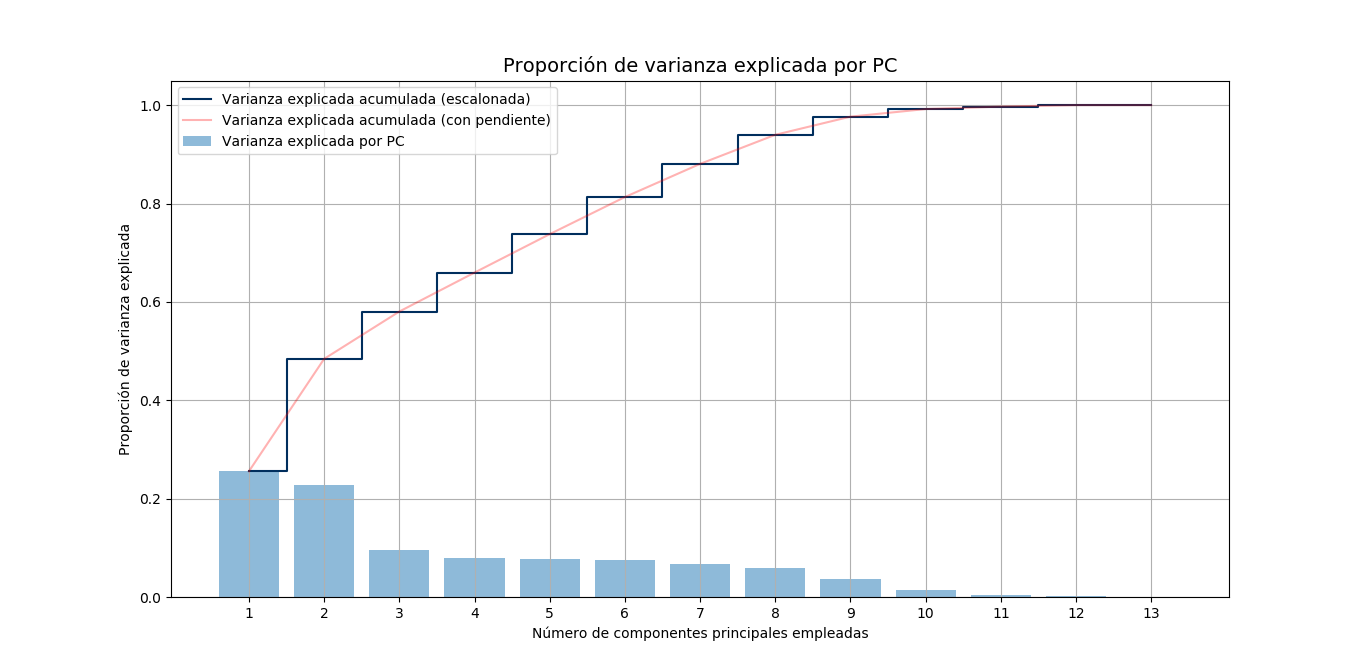 Proporción de varianza explicada por PC
Varianza explicada acumulada (escalonada)
Varianza explicada acumulada (con pendiente)
Varianza explicada por PC
Proporción de varianza explicada
1.0
0.8
0.6
0.4
0.2
0.0
1 2 3 4 5 6 7 8 9 10 11 12 13
Número de componentes principales empleadas